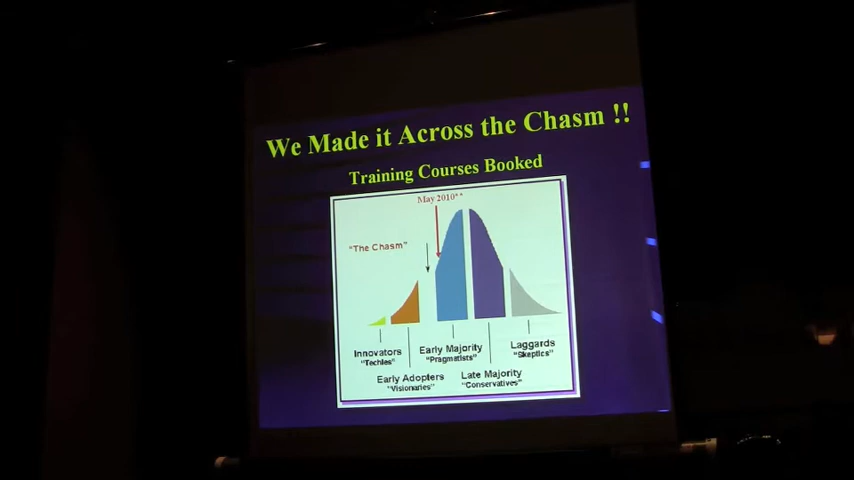 We Made it Across the Chasm !!
Training Courses Booked
May 2010**
"The Chasm"
Innovators
"Techies"
Early Adopters
"Visionaries"
Early Majority
"Pragmatists"
Late Majority
"Conservatives"
Laggards
"Skeptics"